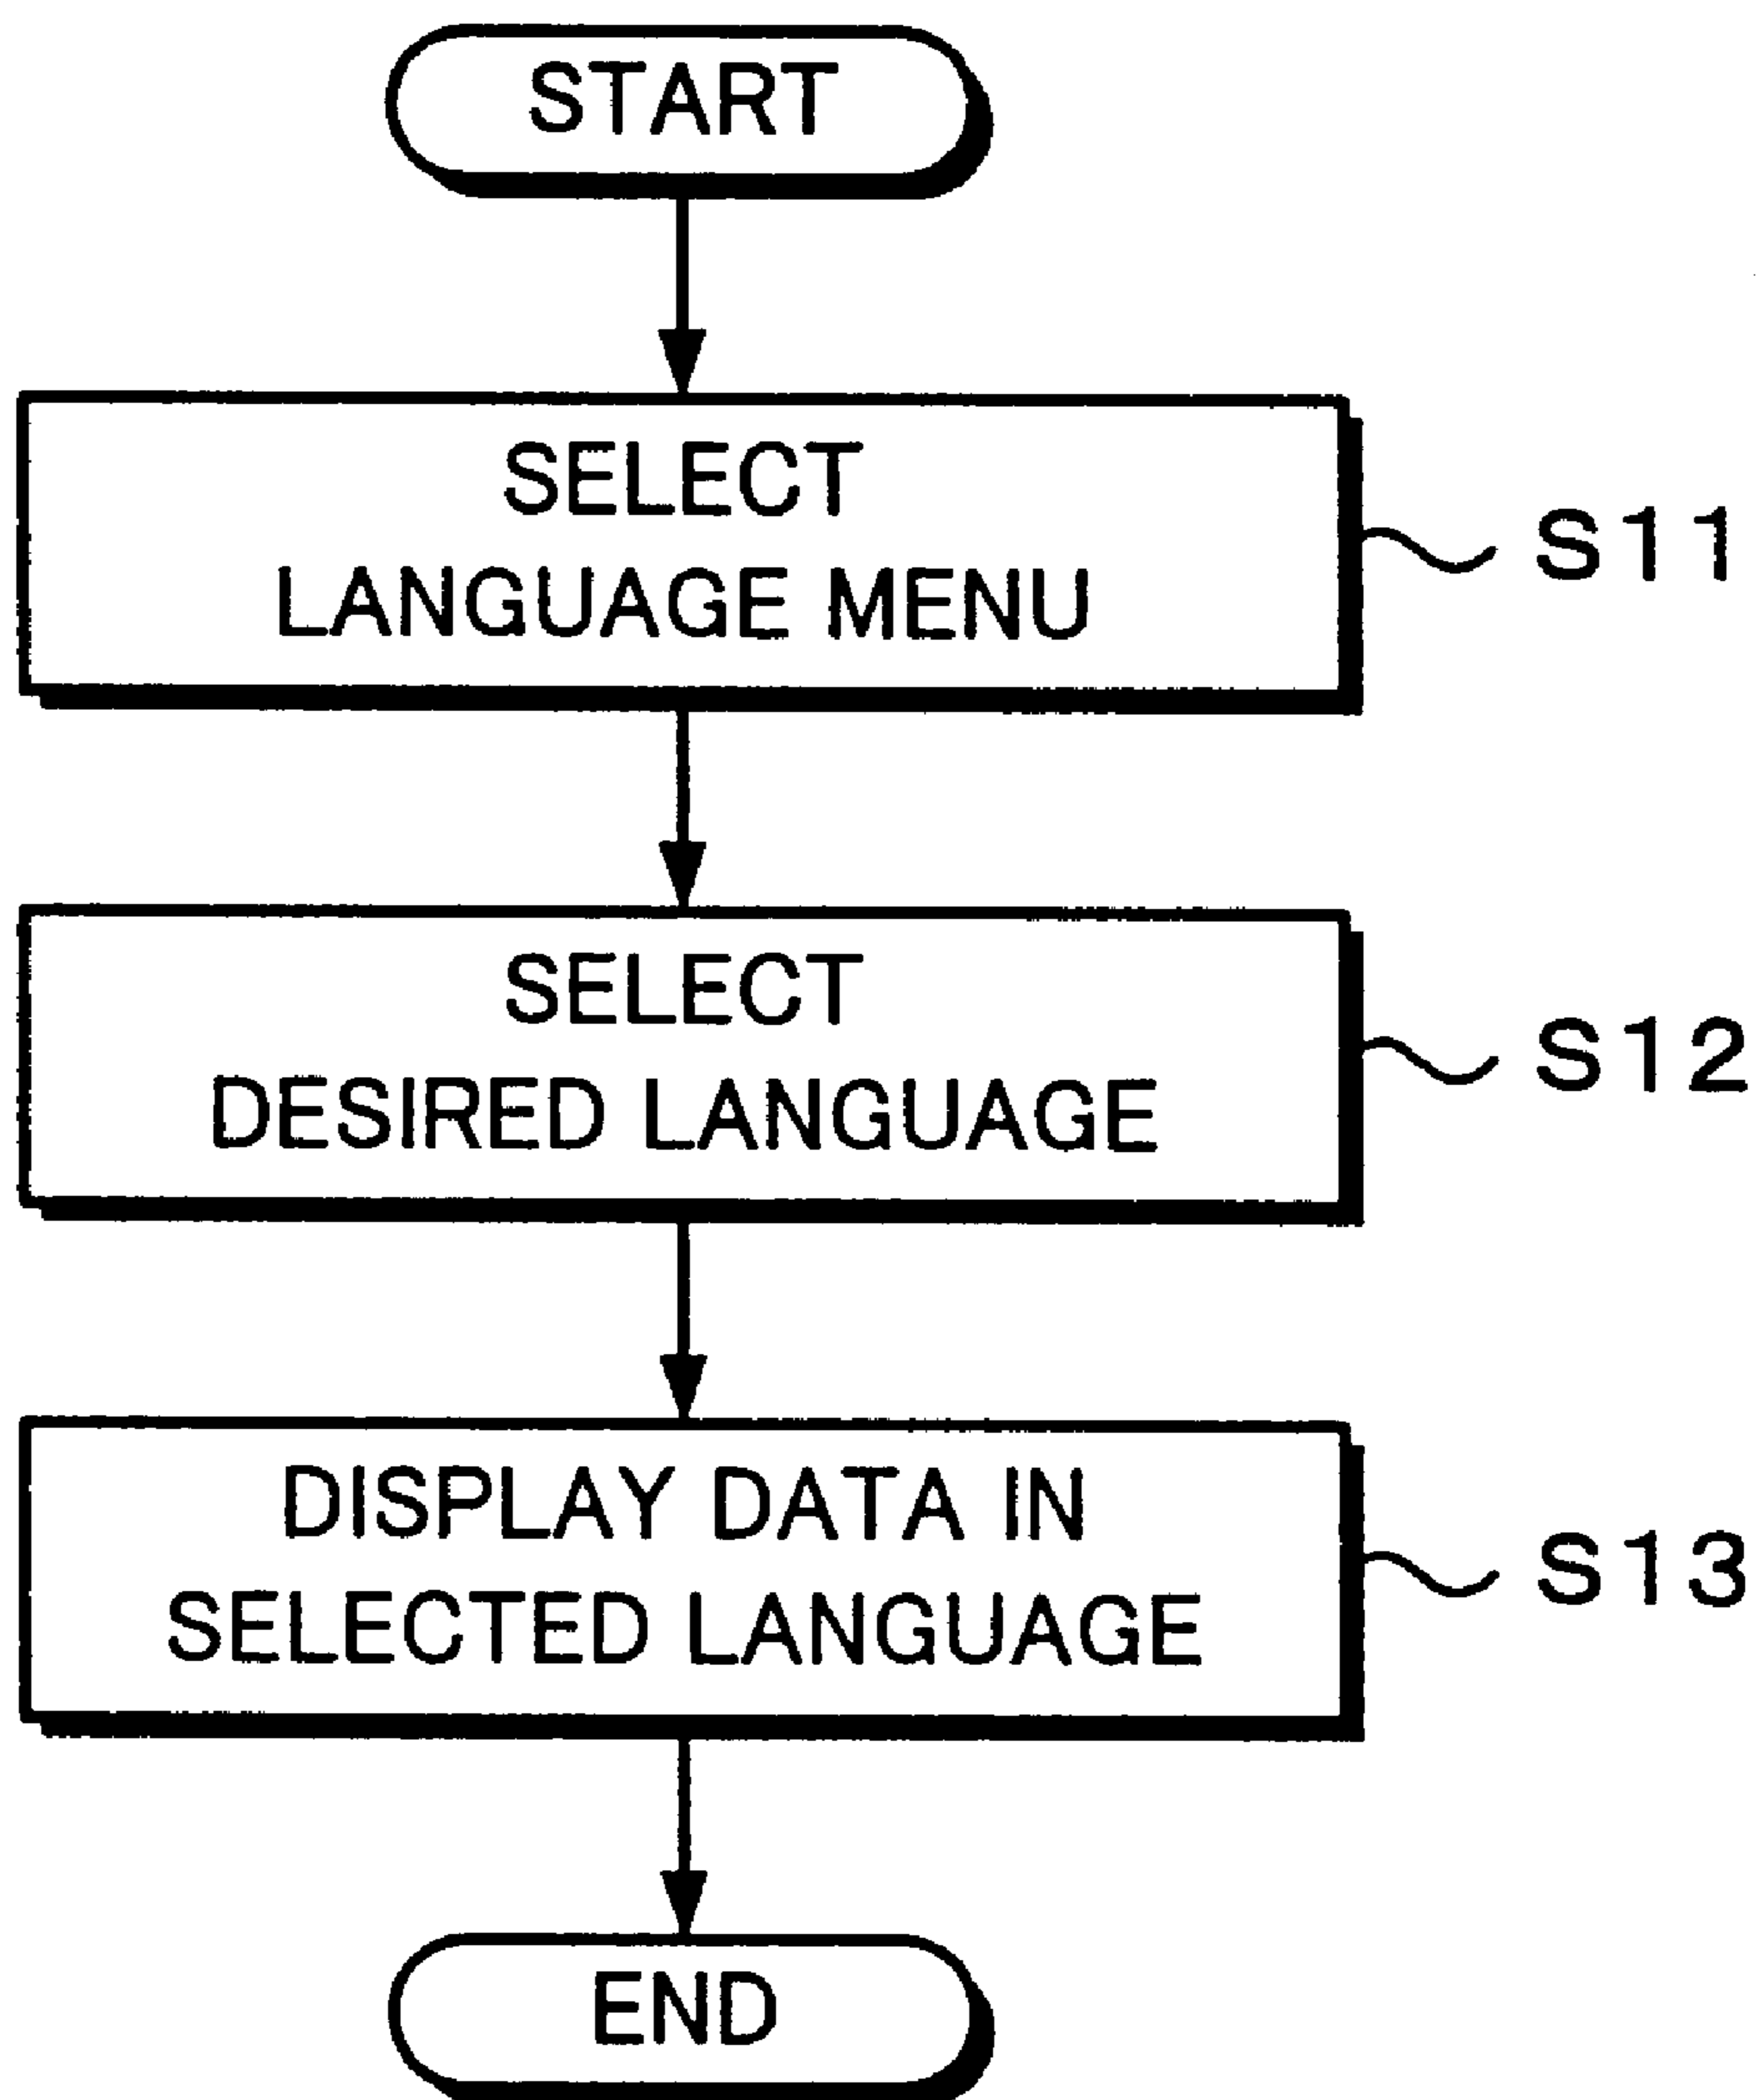 START
SELECT
LANGUAGE MENU
S11
SELECT
DESIRED LANGUAGE
S12
DISPLAY DATA IN
SELECTED LANGUAGE
S13
END